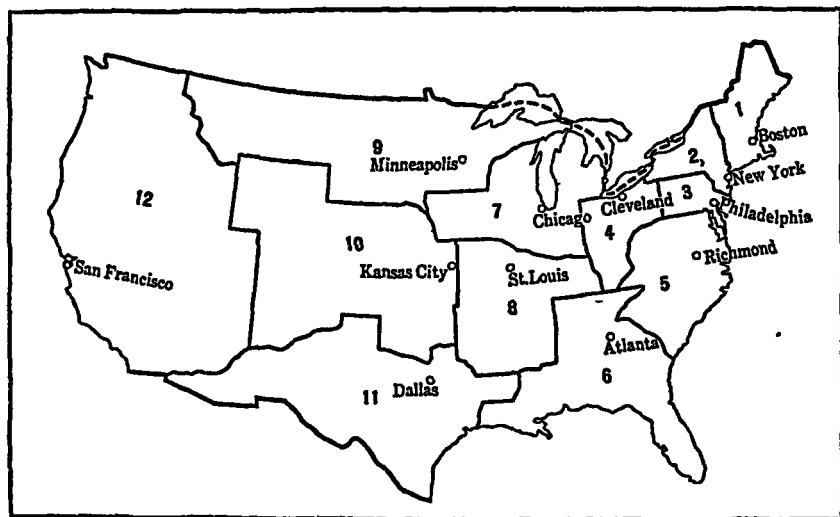 1
Boston
2,
New York
9
Minneapolis
3
Philadelphia
12
7
Chicago
Cleveland
4
10
Kansas City
St. Louis
Richmond
San Francisco
5
8
Atlanta
11
Dallas
6